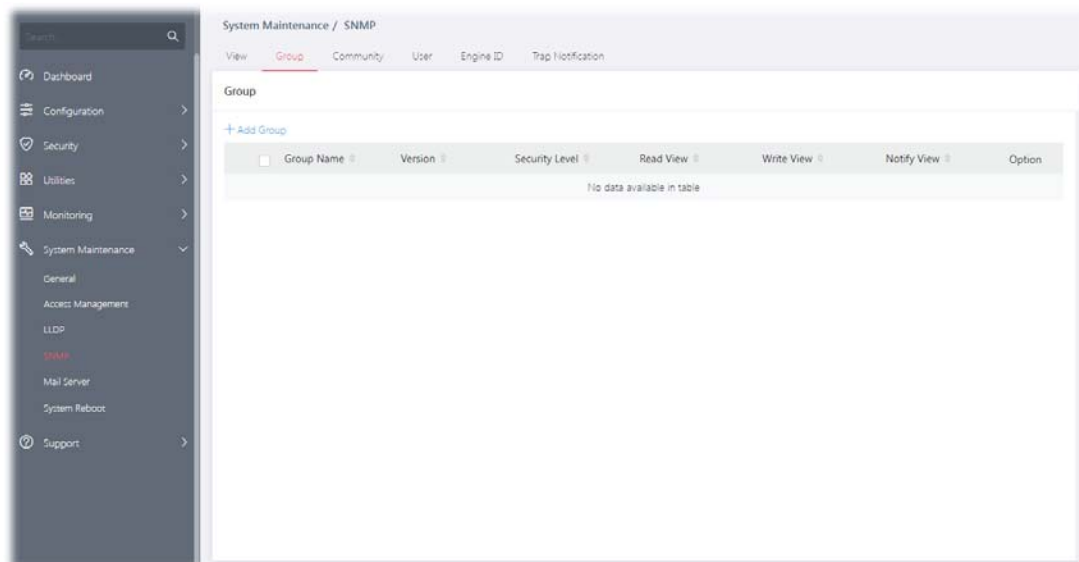 Search...
Dashboard
Configuration
Security
Utilities
Monitoring
System Maintenance
General
Access Management
LLDP
SNMP
Mail Server
System Reboot
Support
System Maintenance / SNMP
View Group Community User Engine ID Trap Notification
Group
+ Add Group
Group Name Version Security Level Read View Write View Notify View Option
No data available in table